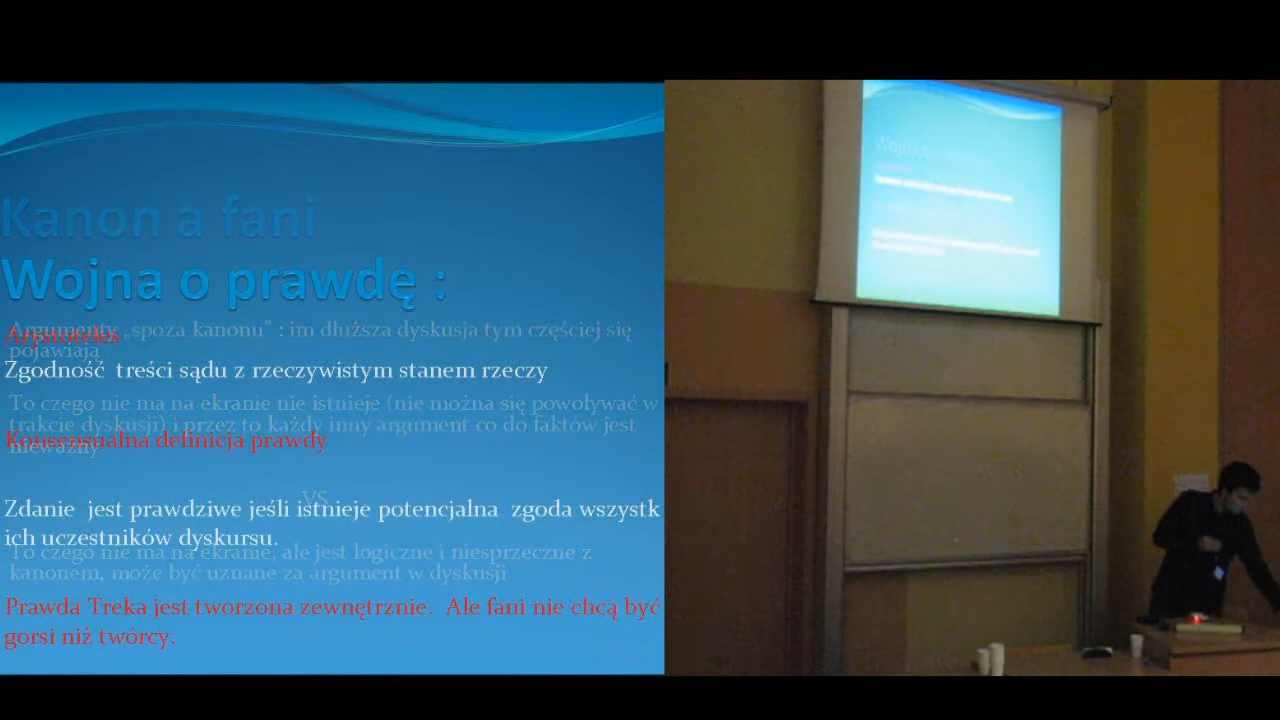 Kanon a fani
Wojna o prawdę :
Argumenty „spoza kanonu” : im dłuższa dyskusja tym częściej się
Arystoteles
pojawiają
Zgodność treści sądu z rzeczywistym stanem rzeczy
To czego nie ma na ekranie nie istnieje (nie można się powoływać w
trakcie dyskusji) i przez to każdy inny argument co do faktów jest
Konsensualna definicja prawdy
nieważny
VS
Zdanie jest prawdziwe jeśli istnieje potencjalna zgoda wszystk
ich uczestników dyskursu.
To czego nie ma na ekranie, ale jest logiczne i niesprzeczne z
kanonem, może być uznane za argument w dyskusji
Prawda Treka jest tworzona zewnętrznie. Ale fani nie chcą być
gorsi niż twórcy.